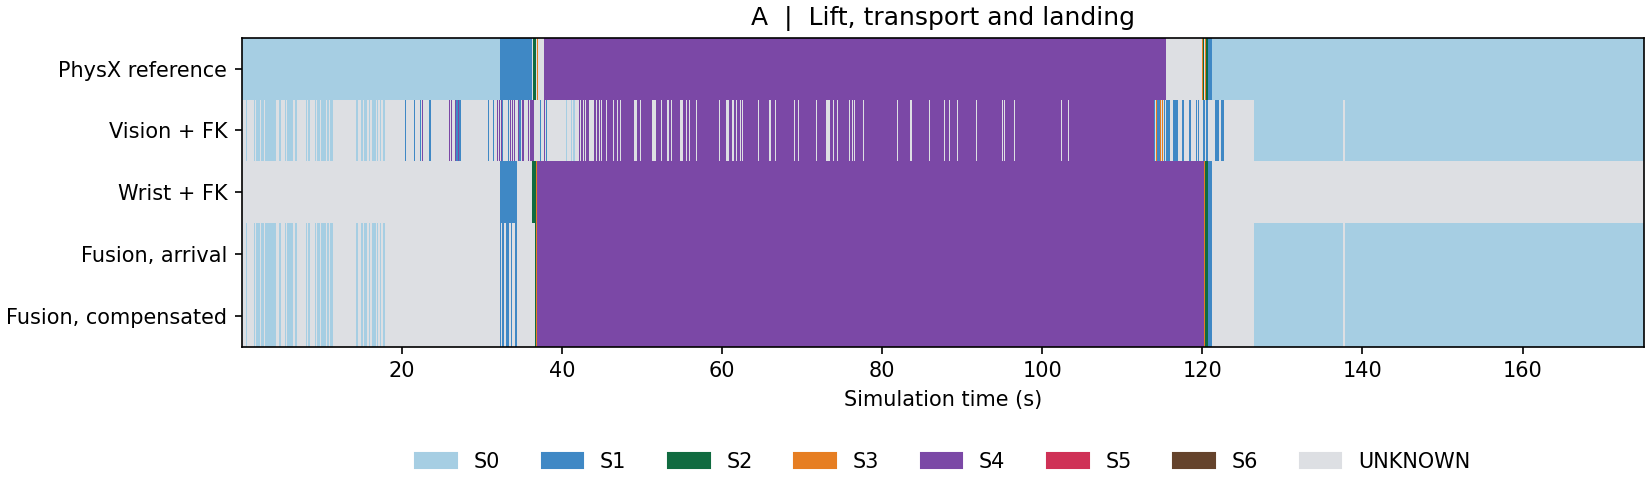 A | Lift, transport and landing
PhysX reference
Vision + FK
Wrist + FK
Fusion, arrival
Fusion, compensated
20 40 60 80 100 120 140 160
Simulation time (s)
S0 S1 S2 S3 S4 S5 S6 UNKNOWN